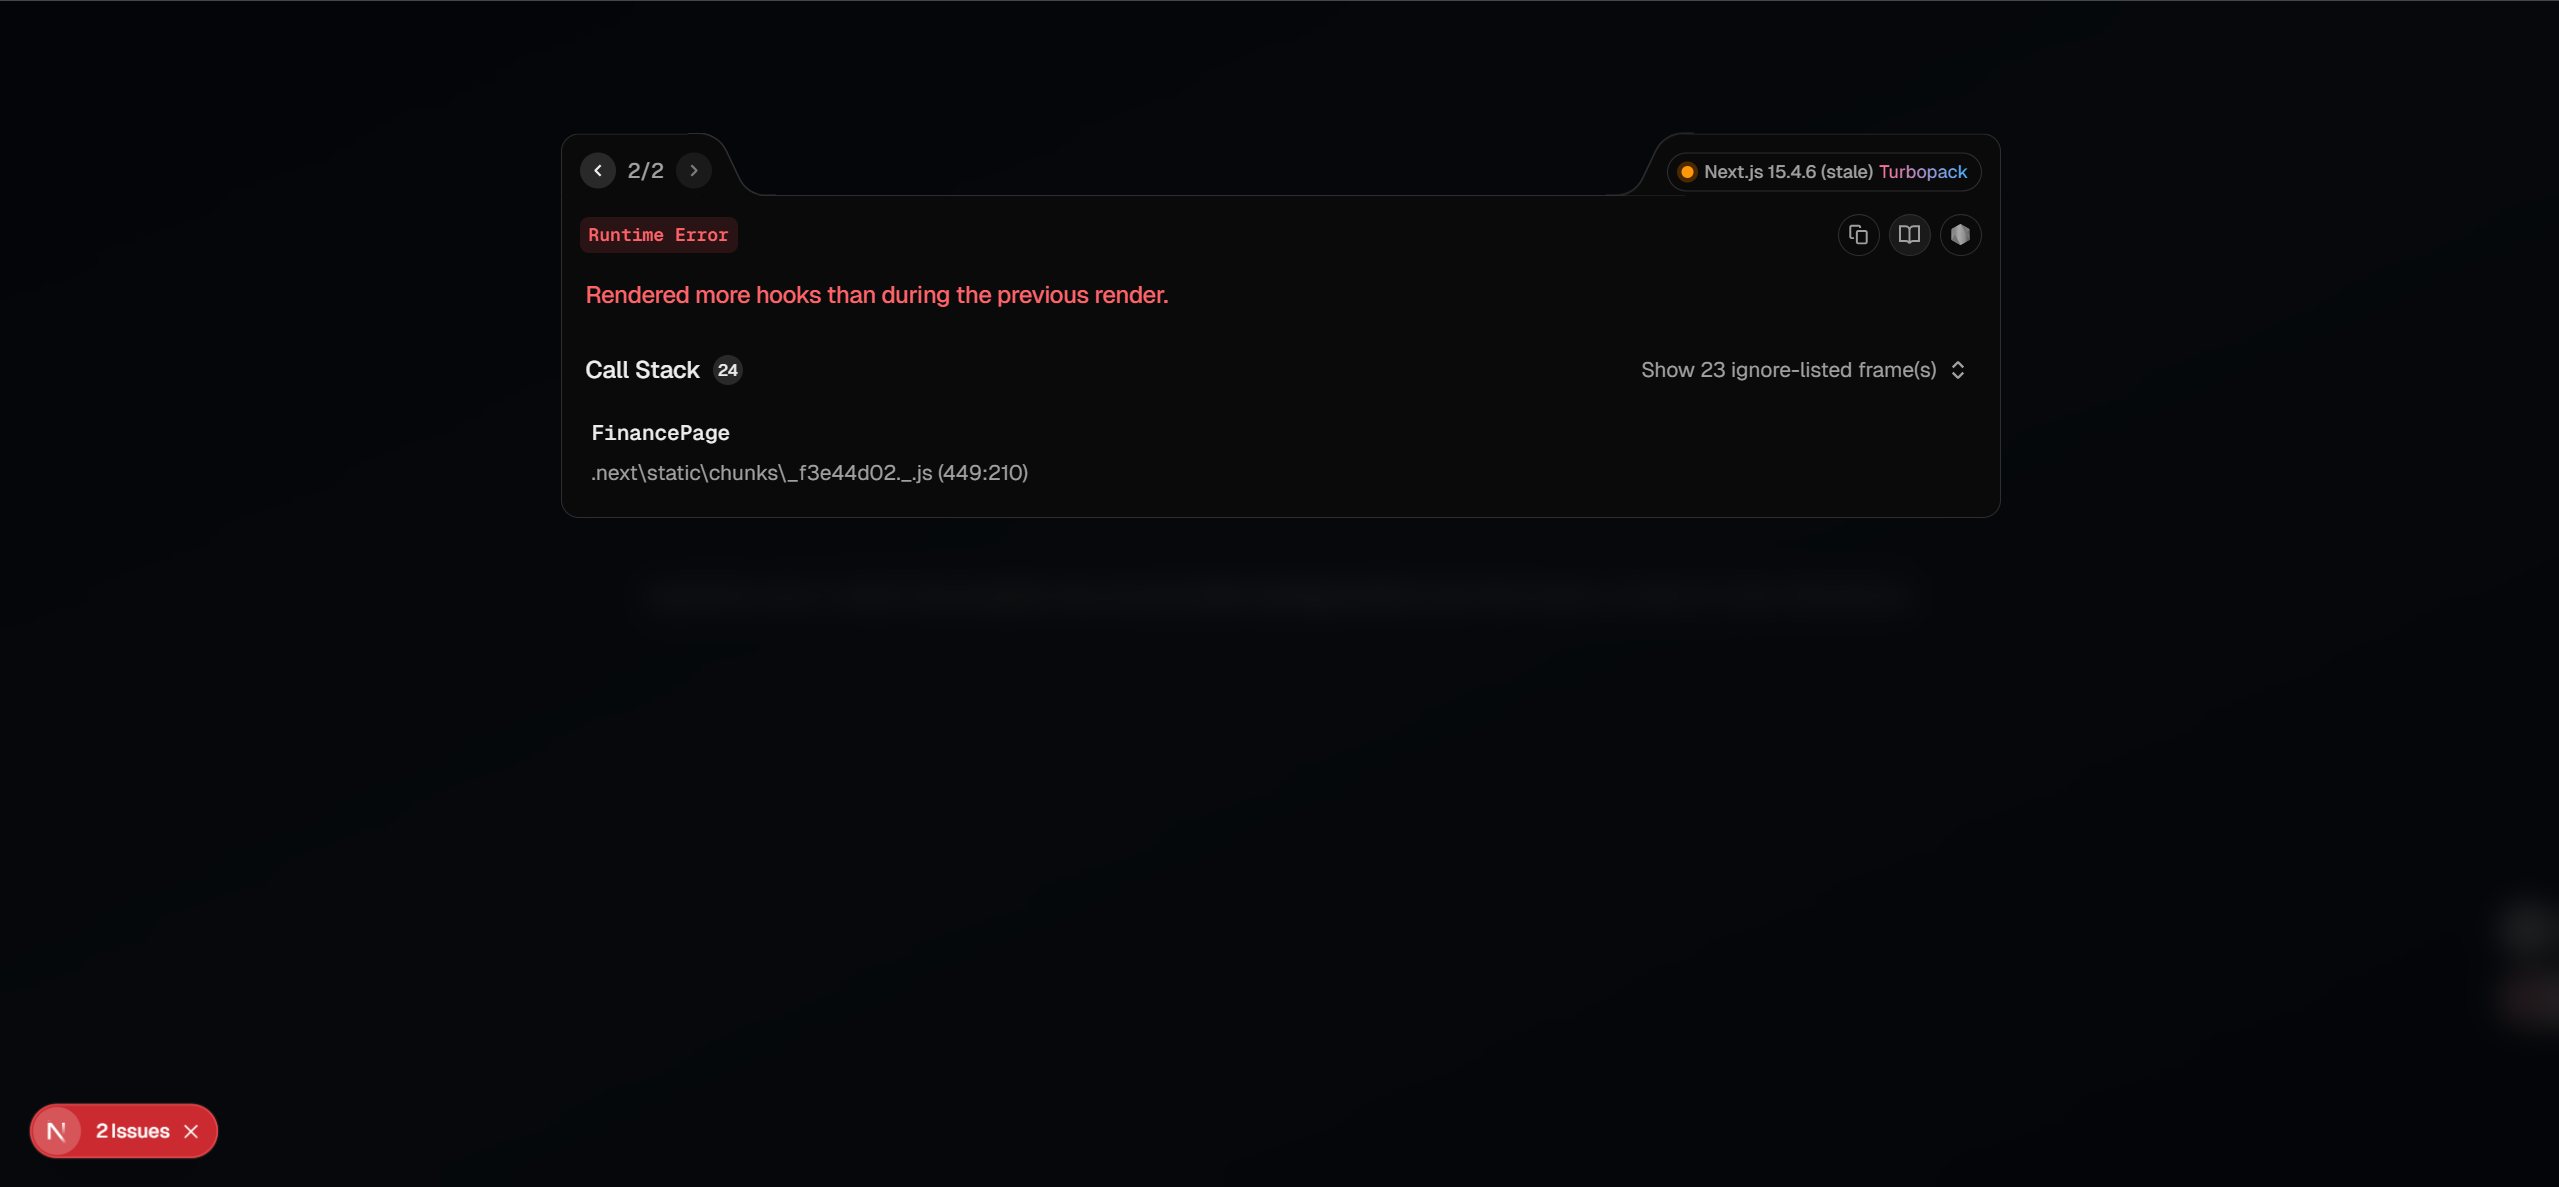 2/2
Next.js 15.4.6 (stale) Turbopack
Runtime Error
Rendered more hooks than during the previous render.
Call Stack 24
Show 23 ignore-listed frame(s)
FinancePage
.next\static\chunks\_f3e44d02._.js (449:210)
N 2 Issues